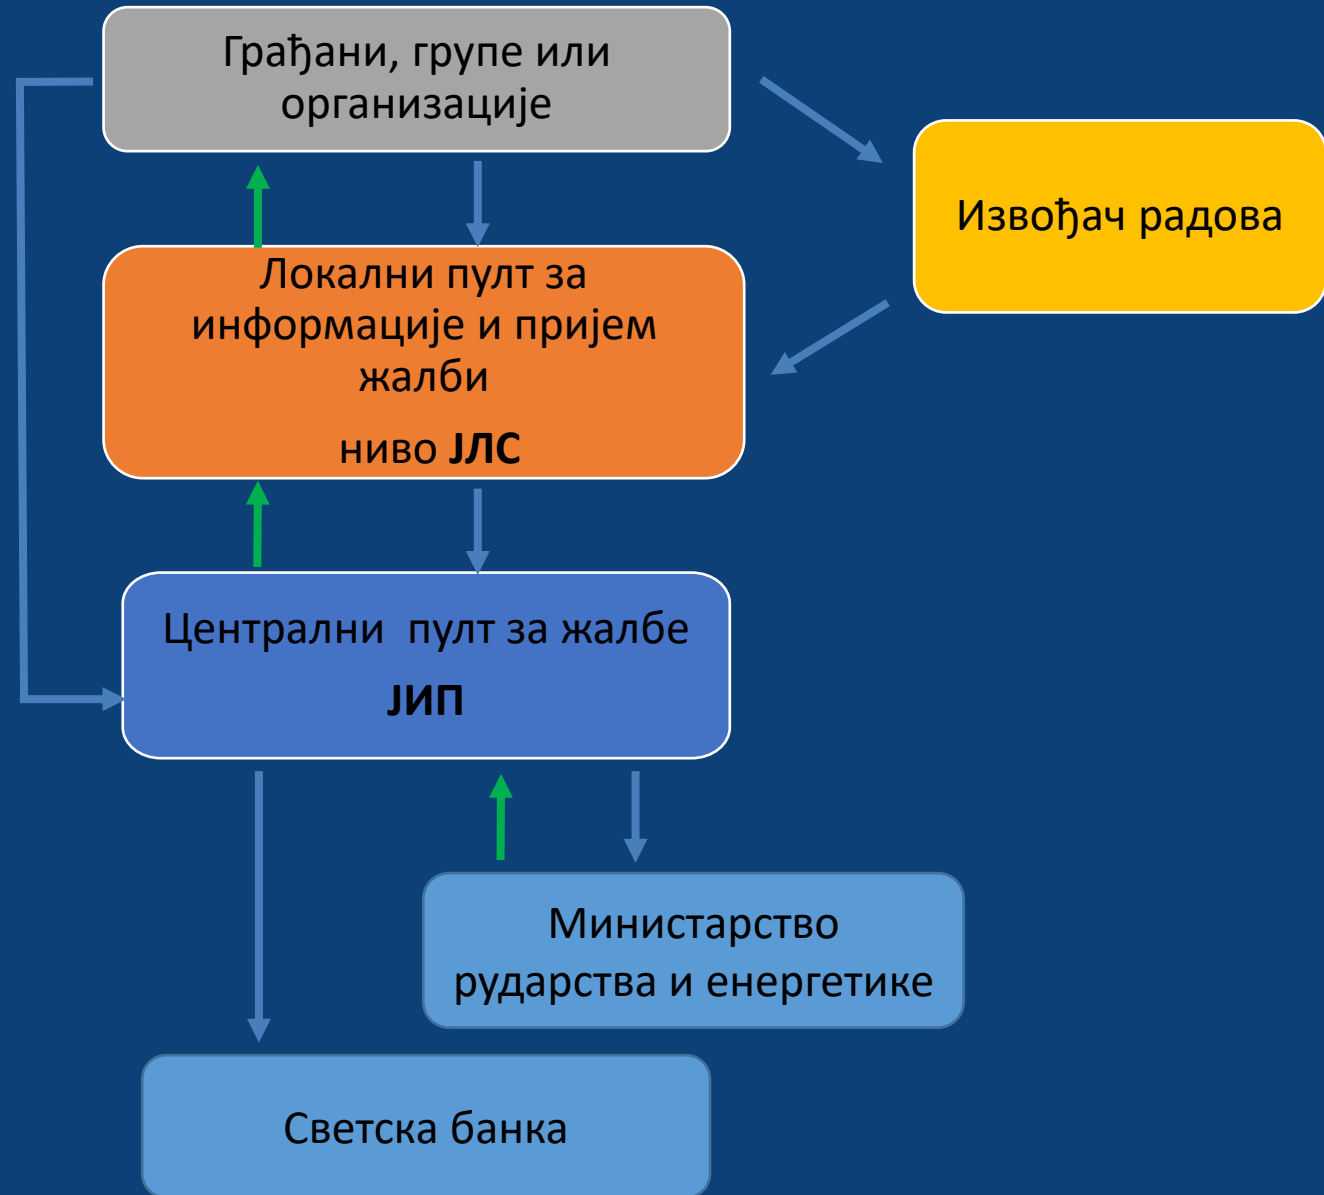 Грађани, групе или
организације
Извођач радова
Локални пулт за
информације и пријем
жалби
ниво ЈЛС
Централни  пулт за жалбе
ЈИП
Министарство
рударства и енергетике
Светска банка